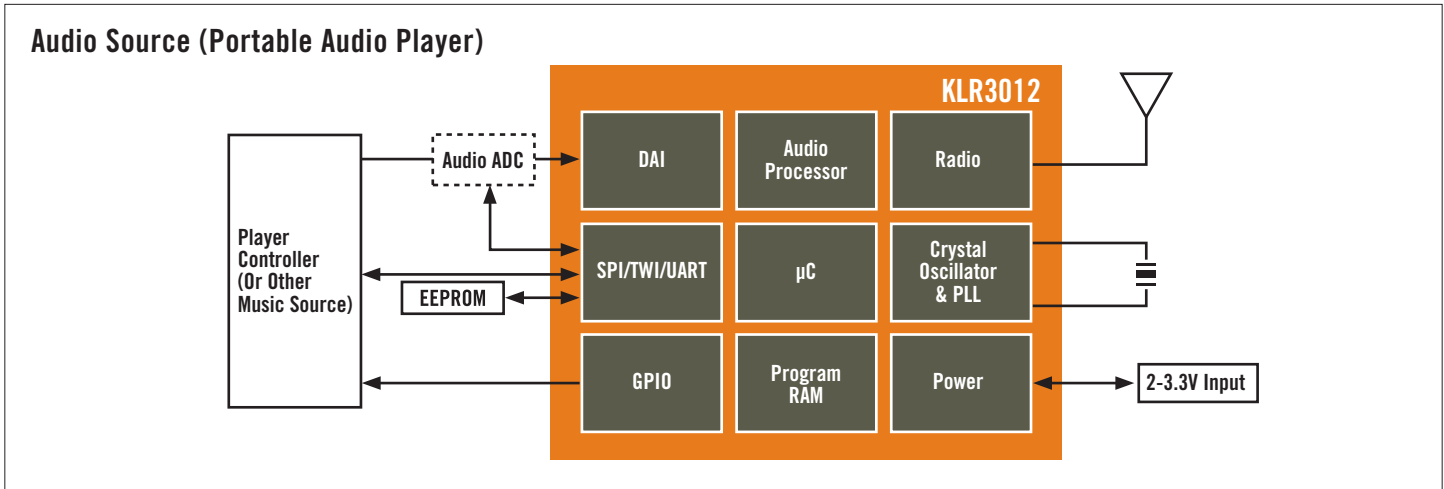 Audio Source (Portable Audio Player)
KLR3012
Player
Controller
(Or Other
Music Source)
Audio ADC
EEPROM
DAI
Audio
Processor
Radio
SPI/TWI/UART
µC
Crystal
Oscillator
& PLL
GPIO
Program
RAM
Power
2-3.3V Input